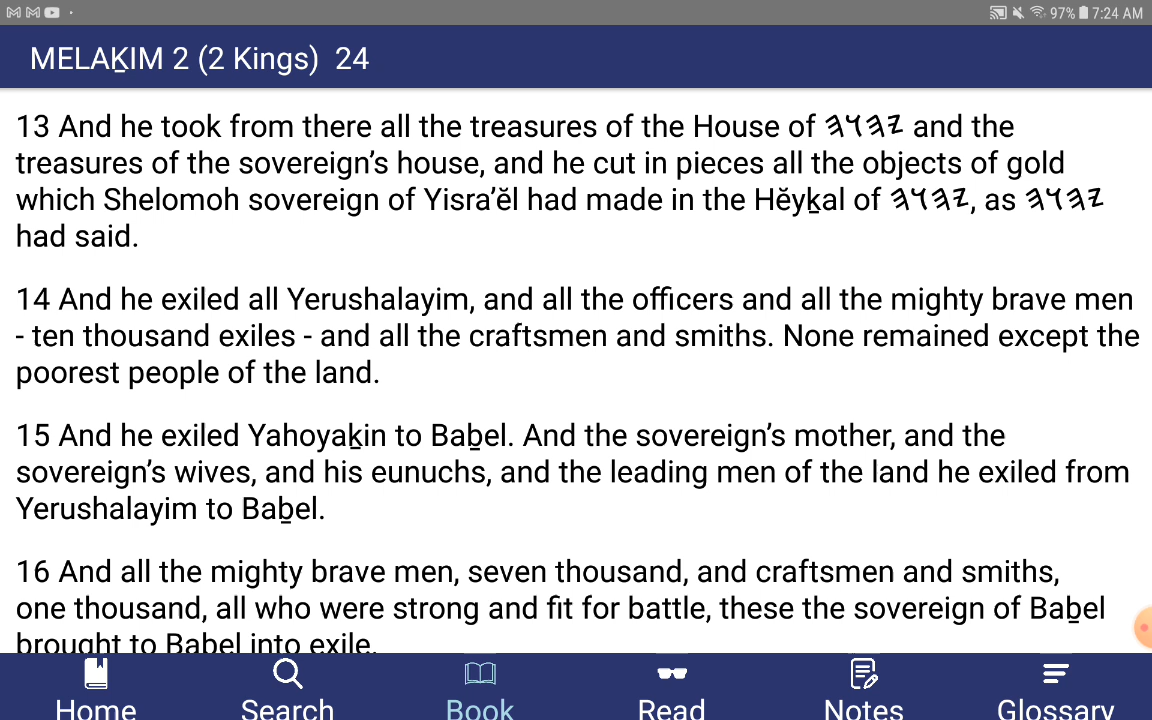 97% 7:24 AM
MELAḴIM 2 (2 Kings) 24
13 And he took from there all the treasures of the House of 𐤉𐤄𐤅𐤄 and the
treasures of the sovereign’s house, and he cut in pieces all the objects of gold
which Shelomoh sovereign of Yisra’ĕl had made in the Hĕyḵal of 𐤉𐤄𐤅𐤄, as 𐤉𐤄𐤅𐤄
had said.
14 And he exiled all Yerushalayim, and all the officers and all the mighty brave men
- ten thousand exiles - and all the craftsmen and smiths. None remained except the
poorest people of the land.
15 And he exiled Yahoyaḵin to Baḇel. And the sovereign’s mother, and the
sovereign’s wives, and his eunuchs, and the leading men of the land he exiled from
Yerushalayim to Baḇel.
16 And all the mighty brave men, seven thousand, and craftsmen and smiths,
one thousand, all who were strong and fit for battle, these the sovereign of Baḇel
brought to Baḇel into exile.
Home Search Book Read Notes Glossary